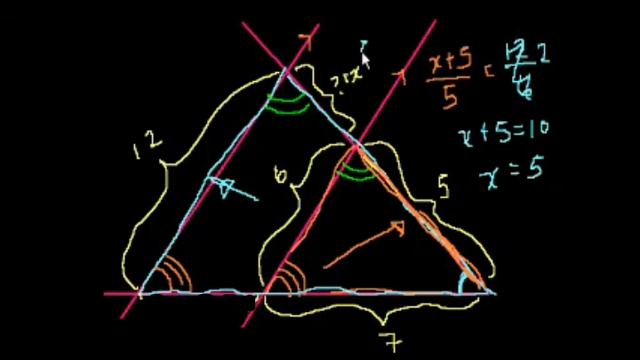 12
? = x
6
5
7
x+5/5 = 12/6 2
x+5=10
x=5